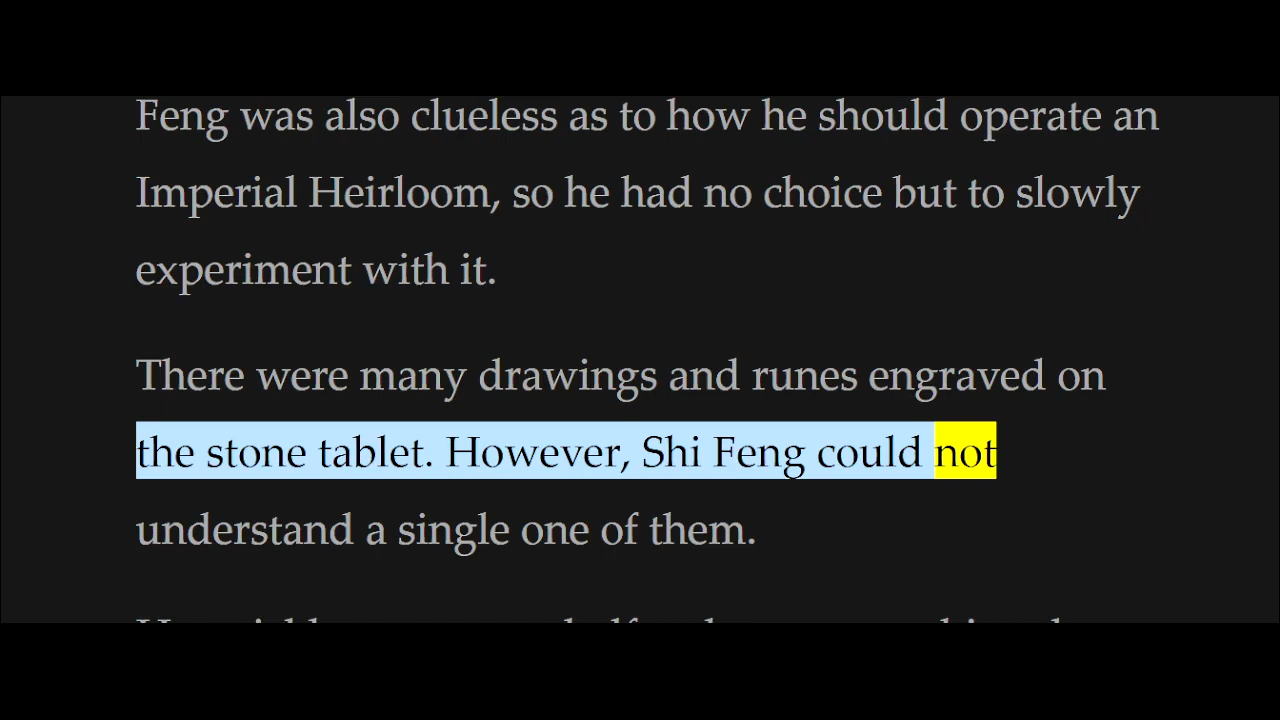 Feng was also clueless as to how he should operate an
Imperial Heirloom, so he had no choice but to slowly
experiment with it.
There were many drawings and runes engraved on
the stone tablet. However, Shi Feng could not
understand a single one of them.